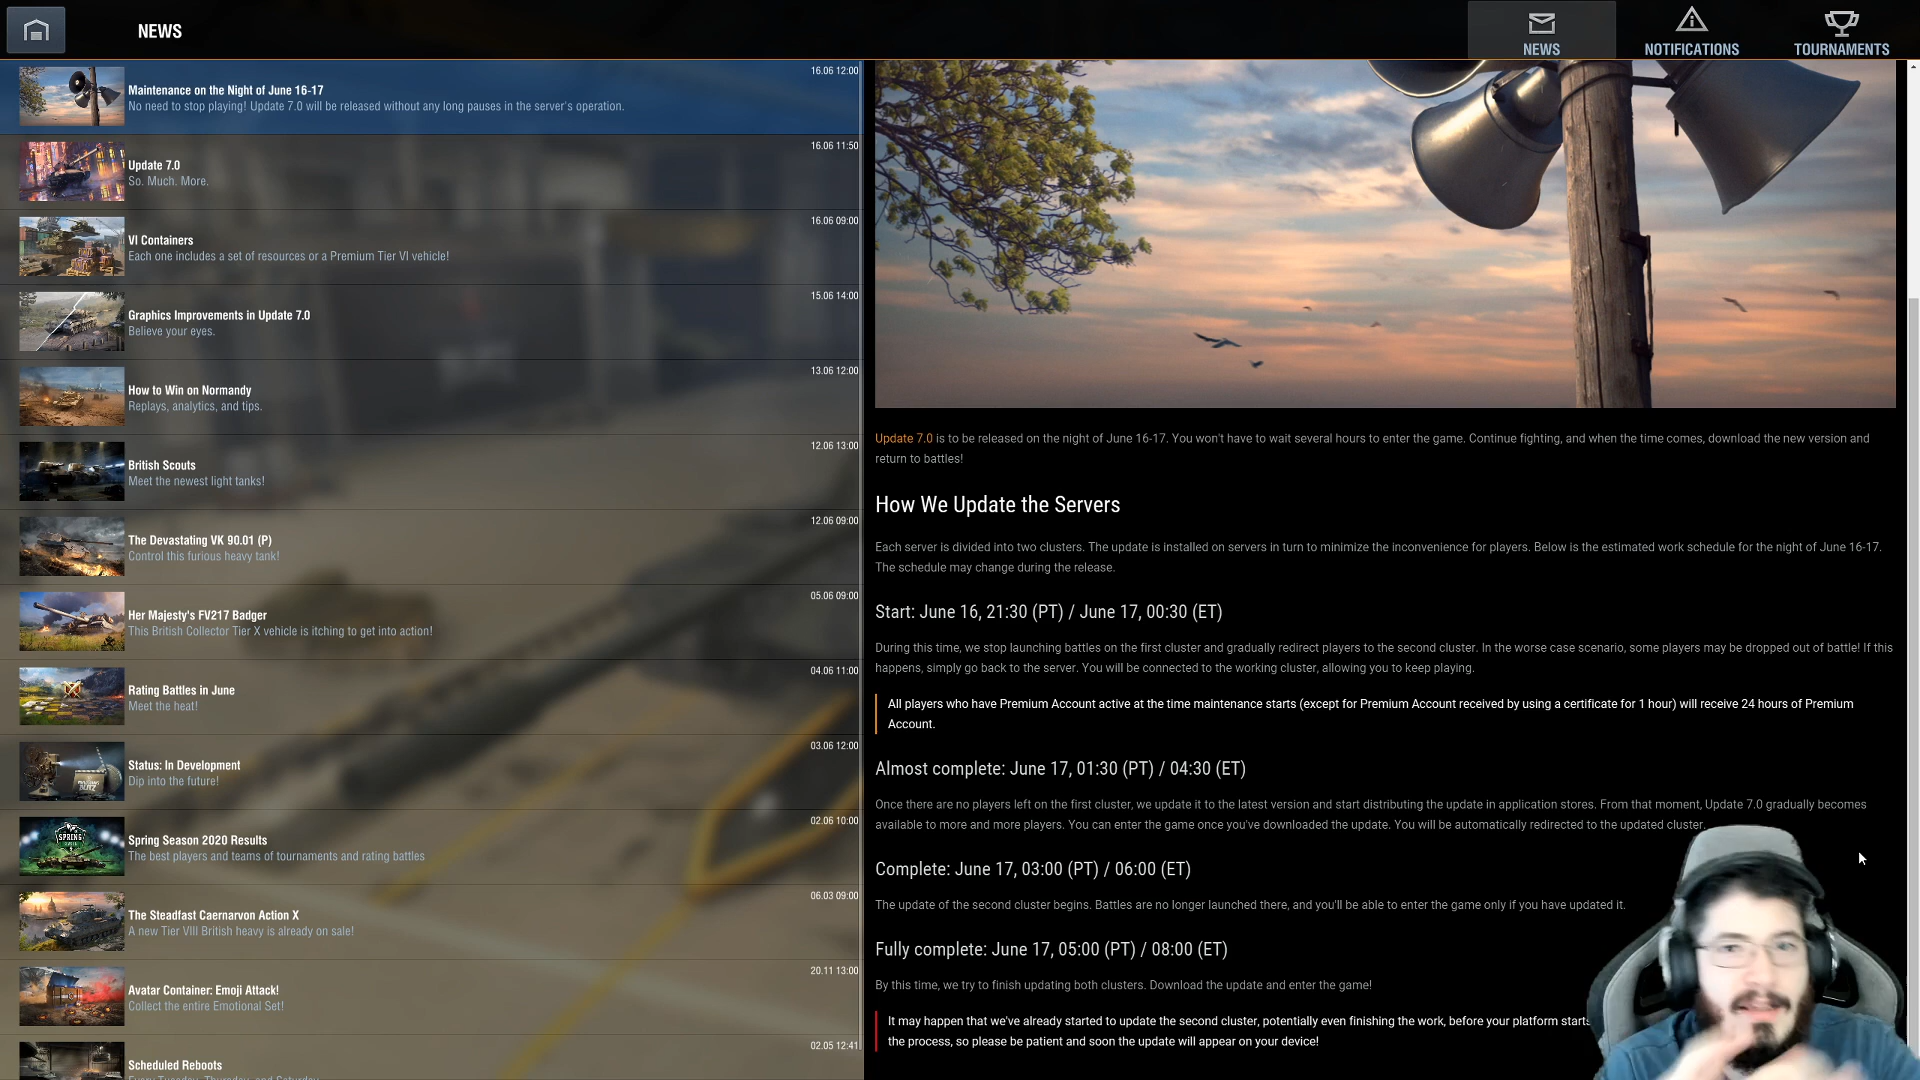 NEWS
NEWS
NOTIFICATIONS
TOURNAMENTS
16.06 12:00
Maintenance on the Night of June 16-17
No need to stop playing! Update 7.0 will be released without any long pauses in the server's operation.
16.06 11:50
Update 7.0
So. Much. More.
16.06 09:00
VI Containers
Each one includes a set of resources or a Premium Tier VI vehicle!
15.06 14:00
Graphics Improvements in Update 7.0
Believe your eyes.
13.06 12:00
How to Win on Normandy
Replays, analytics, and tips.
12.06 13:00
British Scouts
Meet the newest light tanks!
12.06 09:00
The Devastating VK 90.01 (P)
Control this furious heavy tank!
05.06 09:00
Her Majesty's FV217 Badger
This British Collector Tier X vehicle is itching to get into action!
04.06 11:00
Rating Battles in June
Meet the heat!
03.06 12:00
Status: In Development
Dip into the future!
02.06 10:00
Spring Season 2020 Results
The best players and teams of tournaments and rating battles
06.03 09:00
The Steadfast Caernarvon Action X
A new Tier VIII British heavy is already on sale!
20.11 13:00
Avatar Container: Emoji Attack!
Collect the entire Emotional Set!
02.05 12:41
Scheduled Reboots
Every Tuesday, Thursday, and Saturday
Update 7.0 is to be released on the night of June 16-17. You won't have to wait several hours to enter the game. Continue fighting, and when the time comes, download the new version and
return to battles!
How We Update the Servers
Each server is divided into two clusters. The update is installed on servers in turn to minimize the inconvenience for players. Below is the estimated work schedule for the night of June 16-17.
The schedule may change during the release.
Start: June 16, 21:30 (PT) / June 17, 00:30 (ET)
During this time, we stop launching battles on the first cluster and gradually redirect players to the second cluster. In the worse case scenario, some players may be dropped out of battle! If this
happens, simply go back to the server. You will be connected to the working cluster, allowing you to keep playing.
All players who have Premium Account active at the time maintenance starts (except for Premium Account received by using a certificate for 1 hour) will receive 24 hours of Premium
Account.
Almost complete: June 17, 01:30 (PT) / 04:30 (ET)
Once there are no players left on the first cluster, we update it to the latest version and start distributing the update in application stores. From that moment, Update 7.0 gradually becomes
available to more and more players. You can enter the game once you've downloaded the update. You will be automatically redirected to the updated cluster.
Complete: June 17, 03:00 (PT) / 06:00 (ET)
The update of the second cluster begins. Battles are no longer launched there, and you'll be able to enter the game only if you have updated it.
Fully complete: June 17, 05:00 (PT) / 08:00 (ET)
By this time, we try to finish updating both clusters. Download the update and enter the game!
It may happen that we've already started to update the second cluster, potentially even finishing the work, before your platform starts
the process, so please be patient and soon the update will appear on your device!